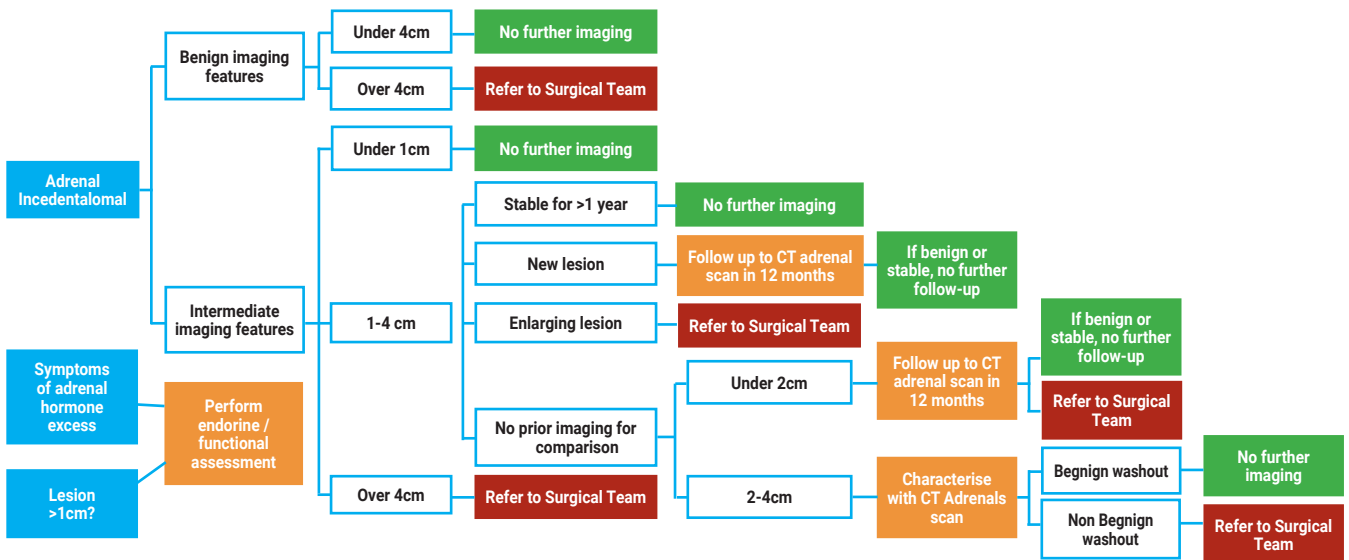 Adrenal
Incedentalomal
Benign imaging
features
Under 4cm
No further imaging
Over 4cm
Refer to Surgical Team
Intermediate
imaging features
Under 1cm
No further imaging
1-4 cm
Stable for >1 year
No further imaging
New lesion
Follow up to CT adrenal
scan in 12 months
If benign or
stable, no further
follow-up
Enlarging lesion
Refer to Surgical Team
No prior imaging for
comparison
Under 2cm
Follow up to CT
adrenal scan in
12 months
If benign or
stable, no further
follow-up
Refer to Surgical
Team
2-4cm
Characterise
with CT Adrenals
scan
Begnign washout
No further
imaging
Non Begnign
washout
Refer to Surgical
Team
Over 4cm
Refer to Surgical Team
Symptoms
of adrenal
hormone
excess
Lesion
>1cm?
Perform
endorine /
functional
assessment